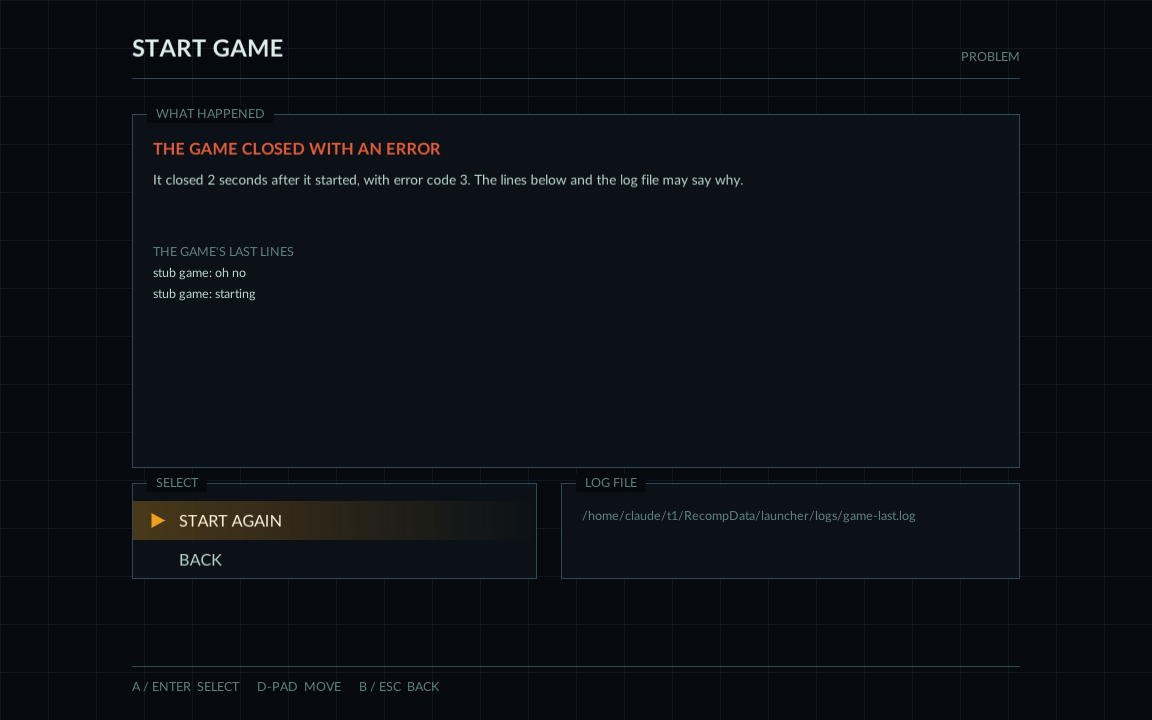 START GAME
PROBLEM
WHAT HAPPENED
THE GAME CLOSED WITH AN ERROR
It closed 2 seconds after it started, with error code 3. The lines below and the log file may say why.
THE GAME'S LAST LINES
stub game: oh no
stub game: starting
SELECT
START AGAIN
BACK
LOG FILE
/home/claude/t1/RecompData/launcher/logs/game-last.log
A / ENTER SELECT D-PAD MOVE B / ESC BACK